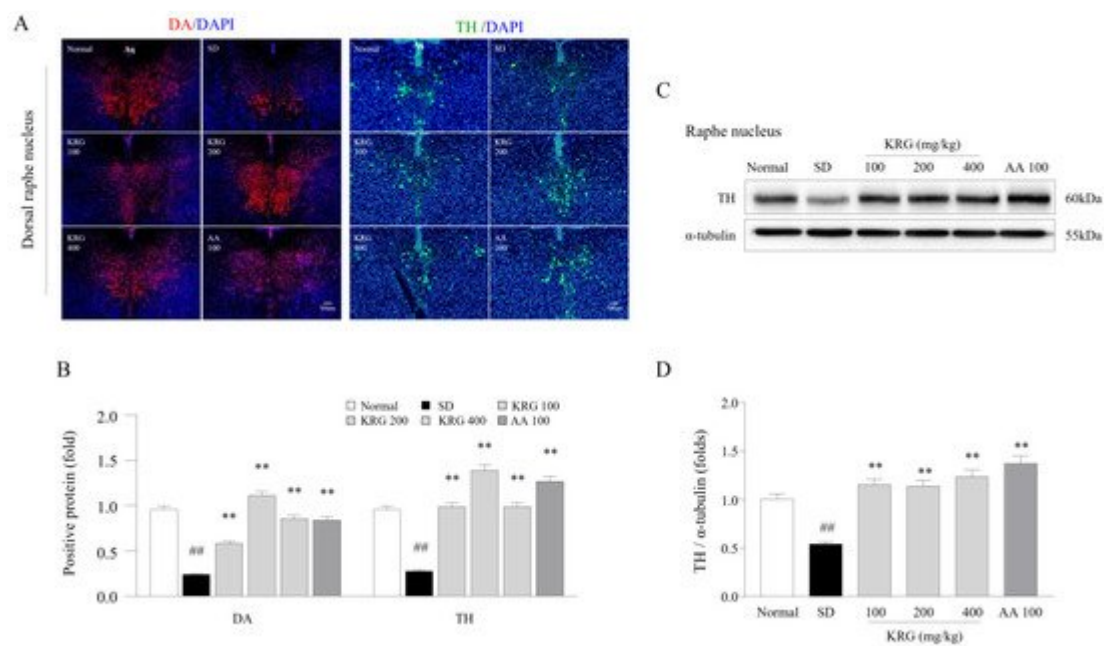 A
DA/DAPI
TH /DAPI
Dorsal raphe nucleus
Normal
Aq
SD
Normal
SD
KRG
100
KRG
200
KRG
100
KRG
200
KRG
400
AA
100
KRG
400
AA
C
Raphe nucleus
KRG (mg/kg)
Normal SD 100 200 400 AA 100
TH 60kDa
α-tubulin 55kDa
B
Normal SD KRG 100
KRG 200 KRG 400 AA 100
Positive protein (fold)
2.0
1.5
1.0
0.5
0.0
## ** ** ** **
## ** ** ** **
DA TH
D
TH / α-tubulin (folds)
2.0
1.5
1.0
0.5
0.0
## ** ** ** **
Normal SD 100 200 400 AA 100
KRG (mg/kg)